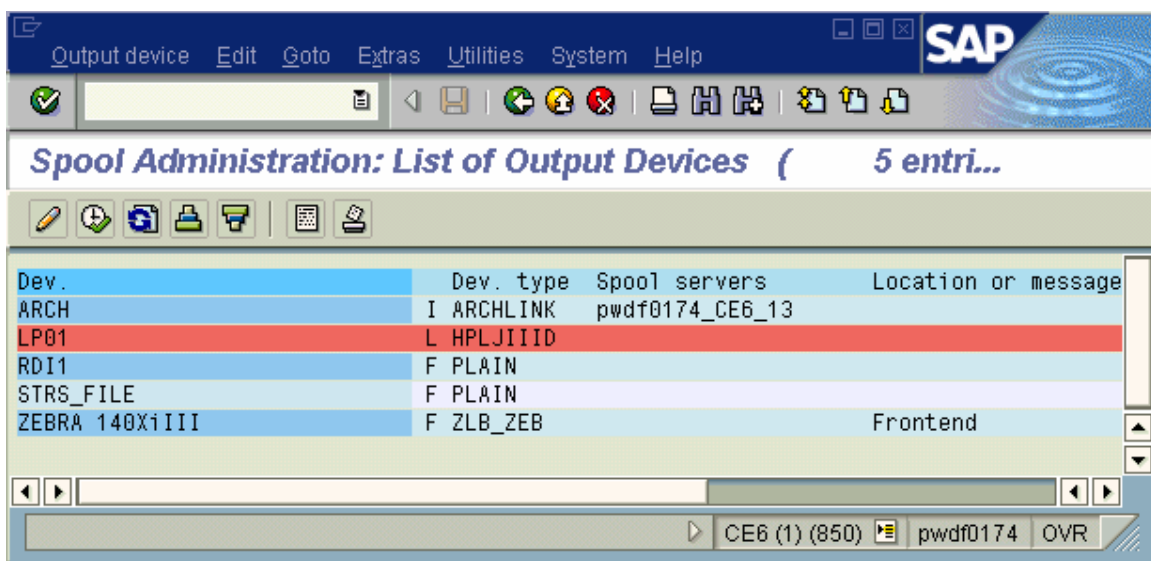 Output device Edit Goto Extras Utilities System Help
SAP
Spool Administration: List of Output Devices ( 5 entri...
Dev. Dev. type Spool servers Location or message
ARCH I ARCHLINK pwdf0174_CE6_13
LP01 L HPLJIIID
RDI1 F PLAIN
STRS_FILE F PLAIN
ZEBRA 140XiIII F ZLB_ZEB Frontend
CE6 (1) (850) pwdf0174 OVR